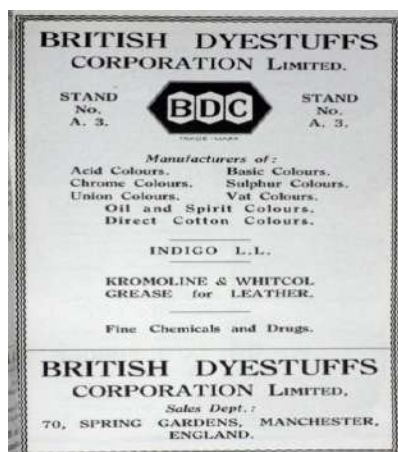 BRITISH DYESTUFFS
CORPORATION LIMITED.
STAND No. A. 3.
BDC
STAND No. A. 3.
TRADE-MARK
Manufacturers of:
Acid Colours. Basic Colours.
Chrome Colours. Sulphur Colours.
Union Colours. Vat Colours.
Oil and Spirit Colours.
Direct Cotton Colours.
INDIGO L.L.
KROMOLINE & WHITCOL
GREASE for LEATHER.
Fine Chemicals and Drugs.
BRITISH DYESTUFFS
CORPORATION LIMITED,
Sales Dept.:
70, SPRING GARDENS, MANCHESTER,
ENGLAND.